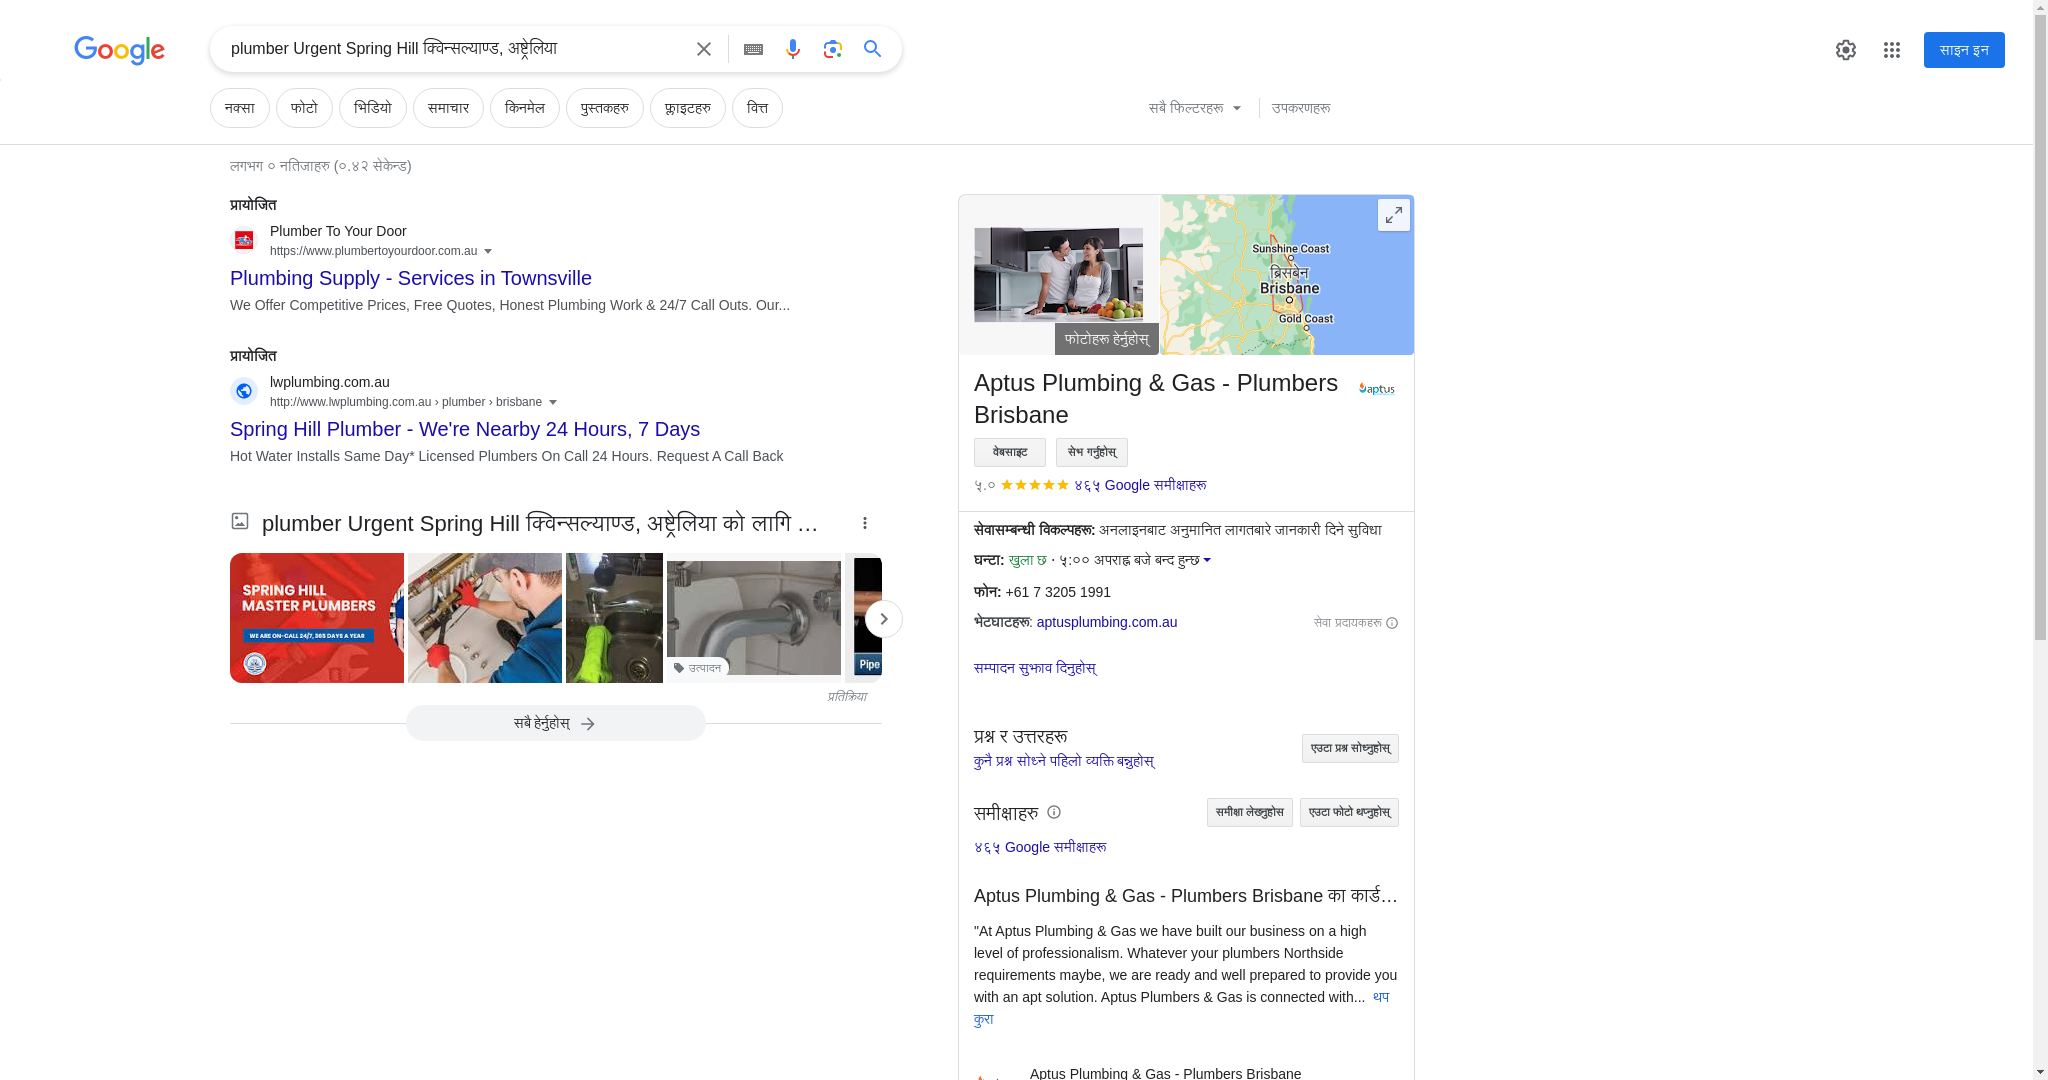 Google
plumber Urgent Spring Hill क्विन्सल्याण्ड, अष्ट्रेलिया
साइन इन
नक्सा
फोटो
भिडियो
समाचार
किनमेल
पुस्तकहरु
फ्लाइटहरु
वित्त
सबै फिल्टरहरू
उपकरणहरू
लगभग ० नतिजाहरु (०.४२ सेकेन्ड)
प्रायोजित
Plumber To Your Door
https://www.plumbertoyourdoor.com.au
Plumbing Supply - Services in Townsville
We Offer Competitive Prices, Free Quotes, Honest Plumbing Work & 24/7 Call Outs. Our...
प्रायोजित
lwplumbing.com.au
http://www.lwplumbing.com.au › plumber › brisbane
Spring Hill Plumber - We're Nearby 24 Hours, 7 Days
Hot Water Installs Same Day* Licensed Plumbers On Call 24 Hours. Request A Call Back
plumber Urgent Spring Hill क्विन्सल्याण्ड, अष्ट्रेलिया को लागि ...
SPRING HILL
MASTER PLUMBERS
WE ARE ON-CALL 24/7, 365 DAYS A YEAR
उत्पादन
Pipe
प्रतिक्रिया
सबै हेर्नुहोस्
फोटोहरू हेर्नुहोस्
Sunshine Coast
ब्रिसबेन
Brisbane
Gold Coast
Aptus Plumbing & Gas - Plumbers
Brisbane
aptus
वेबसाइट
सेभ गर्नुहोस्
५.० ४६५ Google समीक्षाहरू
सेवासम्बन्धी विकल्पहरू: अनलाइनबाट अनुमानित लागतबारे जानकारी दिने सुविधा
घन्टा: खुला छ ⋅ ५:०० अपराह्न बजे बन्द हुन्छ
फोन: +61 7 3205 1991
भेटघाटहरू: aptusplumbing.com.au
सेवा प्रदायकहरू
सम्पादन सुझाव दिनुहोस्
प्रश्न र उत्तरहरू
एउटा प्रश्न सोध्नुहोस्
कुनै प्रश्न सोध्ने पहिलो व्यक्ति बन्नुहोस्
समीक्षाहरु
समीक्षा लेख्नुहोस
एउटा फोटो थप्नुहोस्
४६५ Google समीक्षाहरू
Aptus Plumbing & Gas - Plumbers Brisbane का कार्ड...
"At Aptus Plumbing & Gas we have built our business on a high
level of professionalism. Whatever your plumbers Northside
requirements maybe, we are ready and well prepared to provide you
with an apt solution. Aptus Plumbers & Gas is connected with... थप
कुरा
Aptus Plumbing & Gas - Plumbers Brisbane